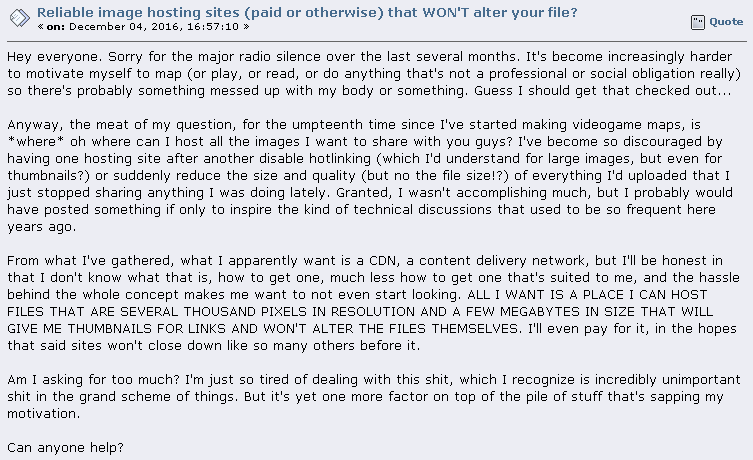 Reliable image hosting sites (paid or otherwise) that WON'T alter your file?
« on: December 04, 2016, 16:57:10 »
Quote
Hey everyone. Sorry for the major radio silence over the last several months. It's become increasingly harder
to motivate myself to map (or play, or read, or do anything that's not a professional or social obligation really)
so there's probably something messed up with my body or something. Guess I should get that checked out...
Anyway, the meat of my question, for the umpteenth time since I've started making videogame maps, is
*where* oh where can I host all the images I want to share with you guys? I've become so discouraged by
having one hosting site after another disable hotlinking (which I'd understand for large images, but even for
thumbnails?) or suddenly reduce the size and quality (but no the file size!?) of everything I'd uploaded that I
just stopped sharing anything I was doing lately. Granted, I wasn't accomplishing much, but I probably would
have posted something if only to inspire the kind of technical discussions that used to be so frequent here
years ago.
From what I've gathered, what I apparently want is a CDN, a content delivery network, but I'll be honest in
that I don't know what that is, how to get one, much less how to get one that's suited to me, and the hassle
behind the whole concept makes me want to not even start looking. ALL I WANT IS A PLACE I CAN HOST
FILES THAT ARE SEVERAL THOUSAND PIXELS IN RESOLUTION AND A FEW MEGABYTES IN SIZE THAT WILL
GIVE ME THUMBNAILS FOR LINKS AND WON'T ALTER THE FILES THEMSELVES. I'll even pay for it, in the hopes
that said sites won't close down like so many others before it.
Am I asking for too much? I'm just so tired of dealing with this shit, which I recognize is incredibly unimportant
shit in the grand scheme of things. But it's yet one more factor on top of the pile of stuff that's sapping my
motivation.
Can anyone help?